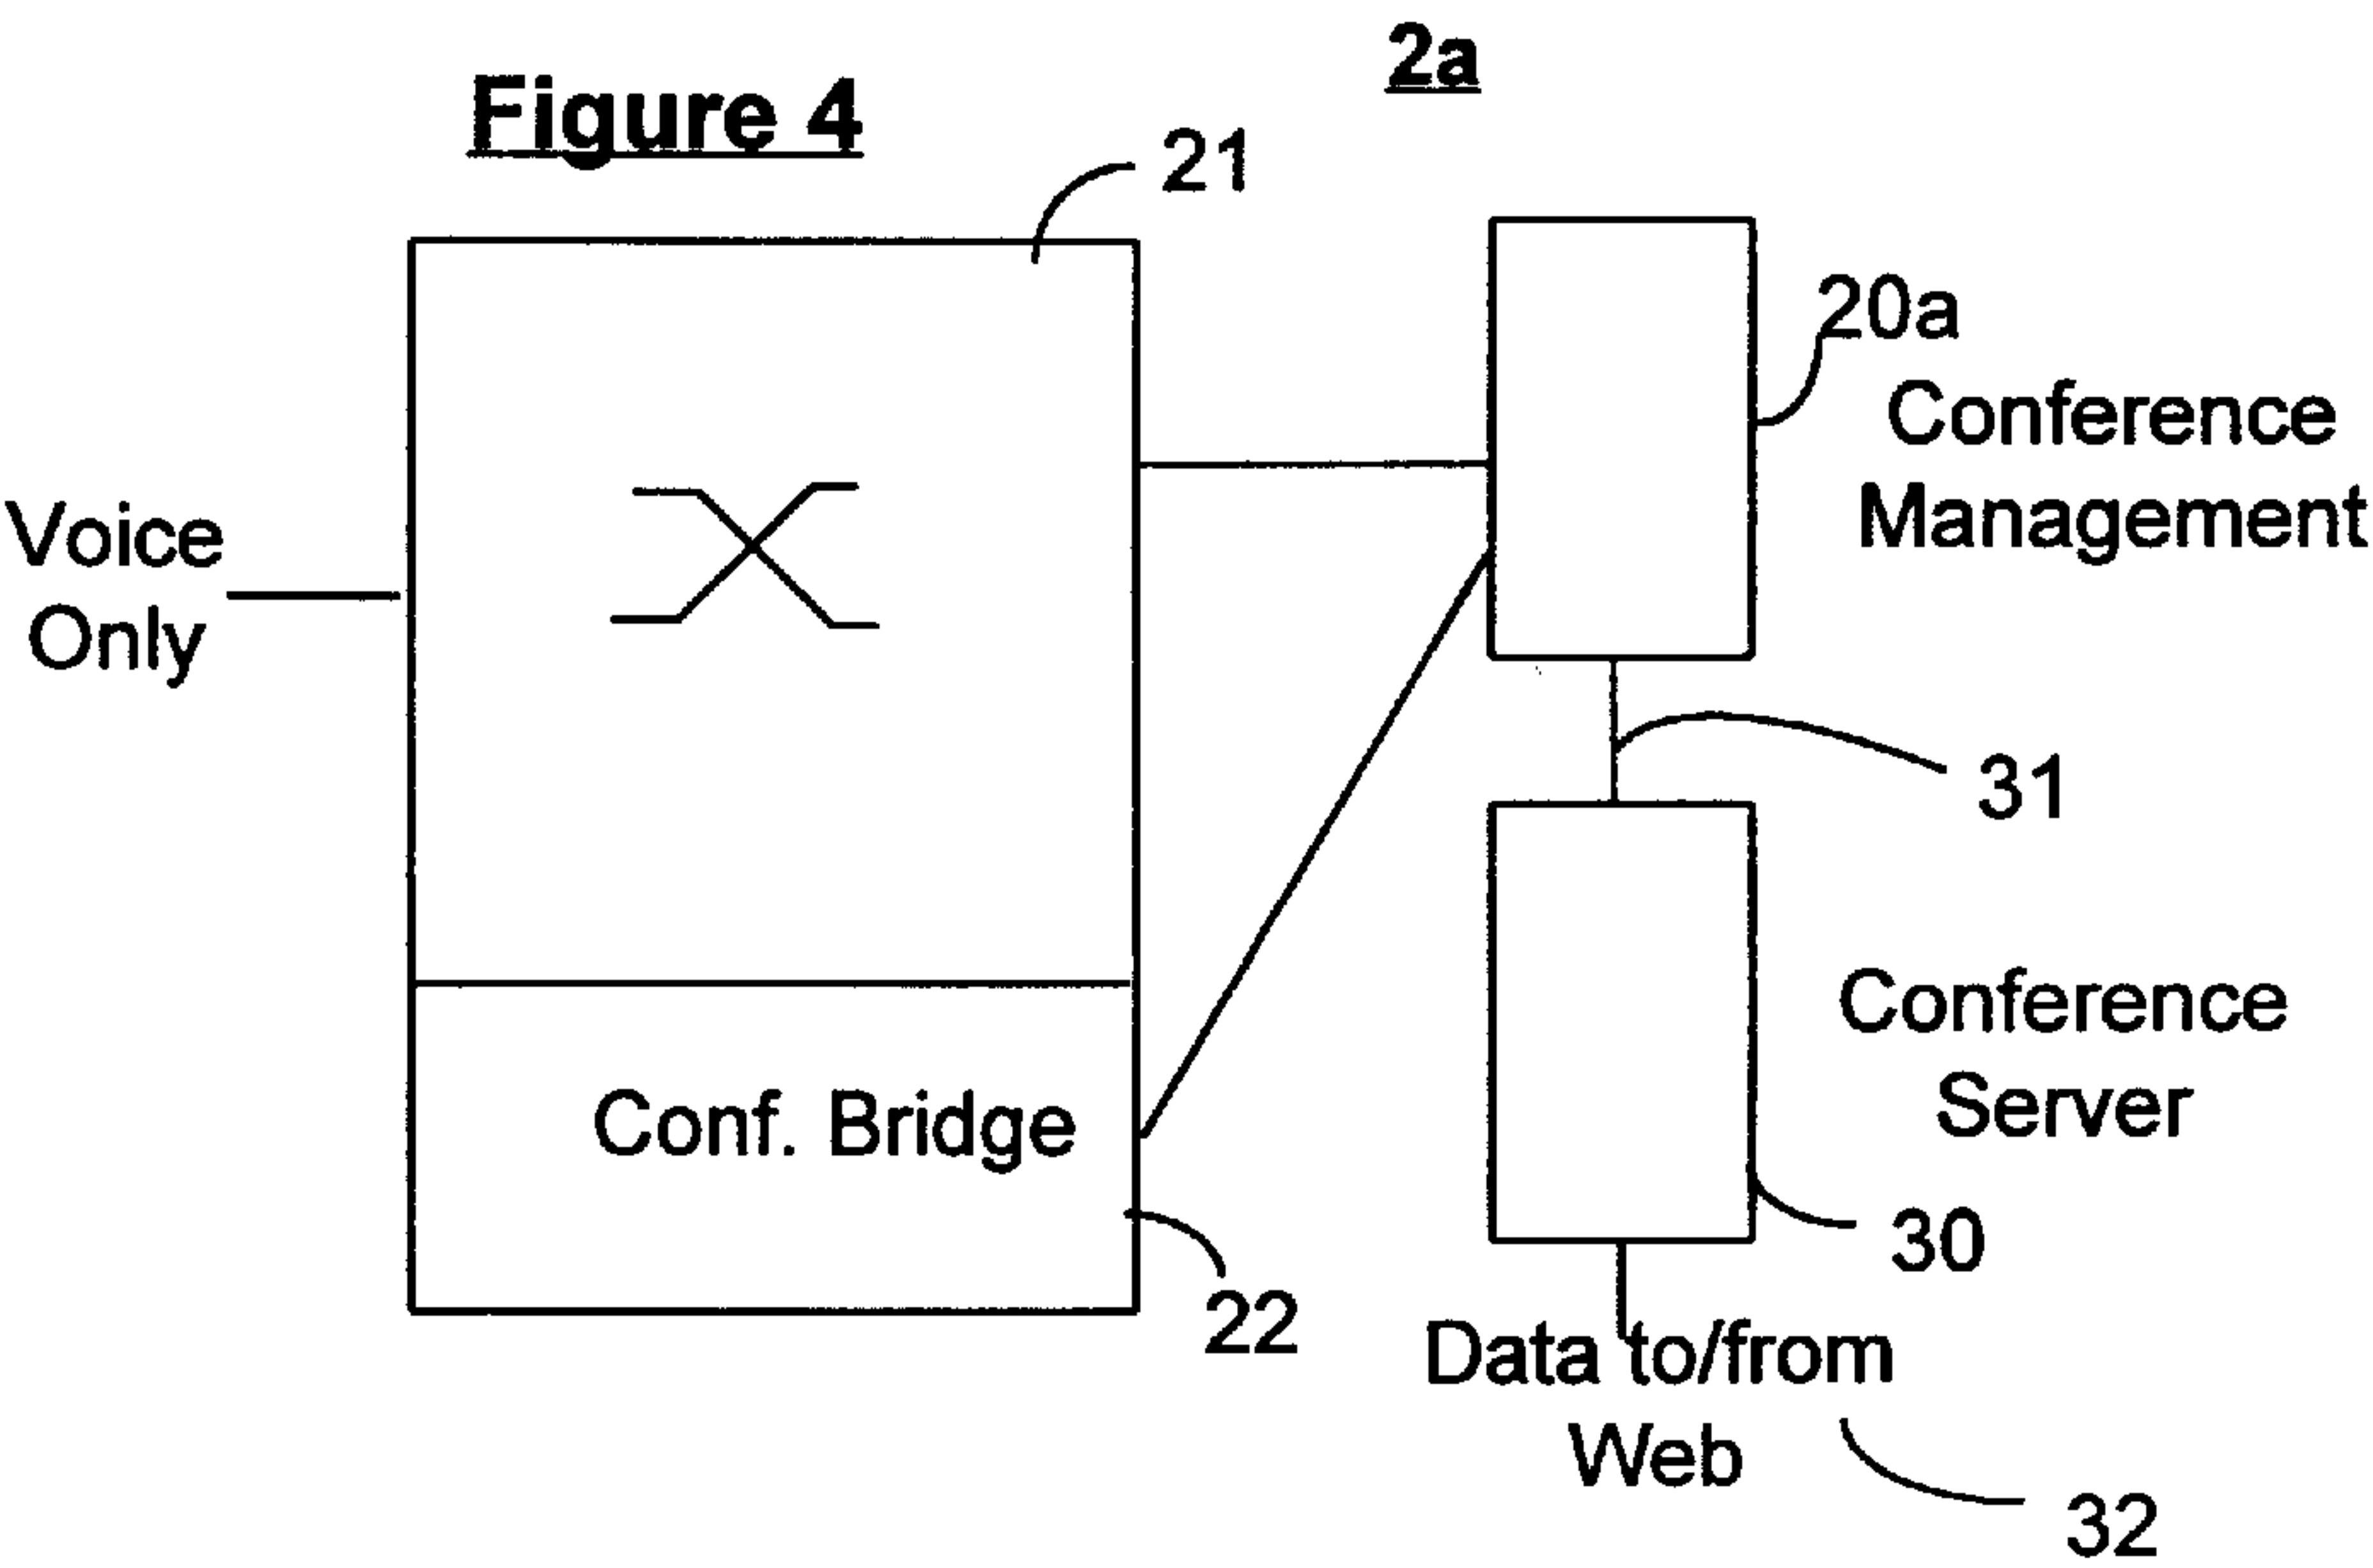 2a
Figure 4
21
20a
Conference
Management
Voice
Only
31
Conference
Server
Conf. Bridge
30
22
Data to/from
Web
32